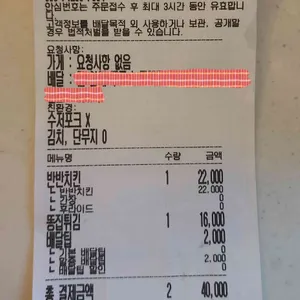 안심번호는 주문접수 후 최대 3시간 동안 유효합니
다.
고객정보를 배달목적 외 사용하거나 보관, 공개할
경우 법적처벌를 받을 수 있습니다.
요청사항:
가게 : 요청사항 없음
배달 :
친환경:
수저포크 X
김치, 단무지 O
메뉴명 수량 금액
반반치킨 1 22,000
ㄴ 반반치킨 22,000
ㄴ 간장
ㄴ 후라이드
똥집튀김 1 16,000
배달팁 2,000
ㄴ 기본 배달팁 0
ㄴ 배달팁 2,000
ㄴ 배달팁 할인 0
총 결제금액 2 40,000